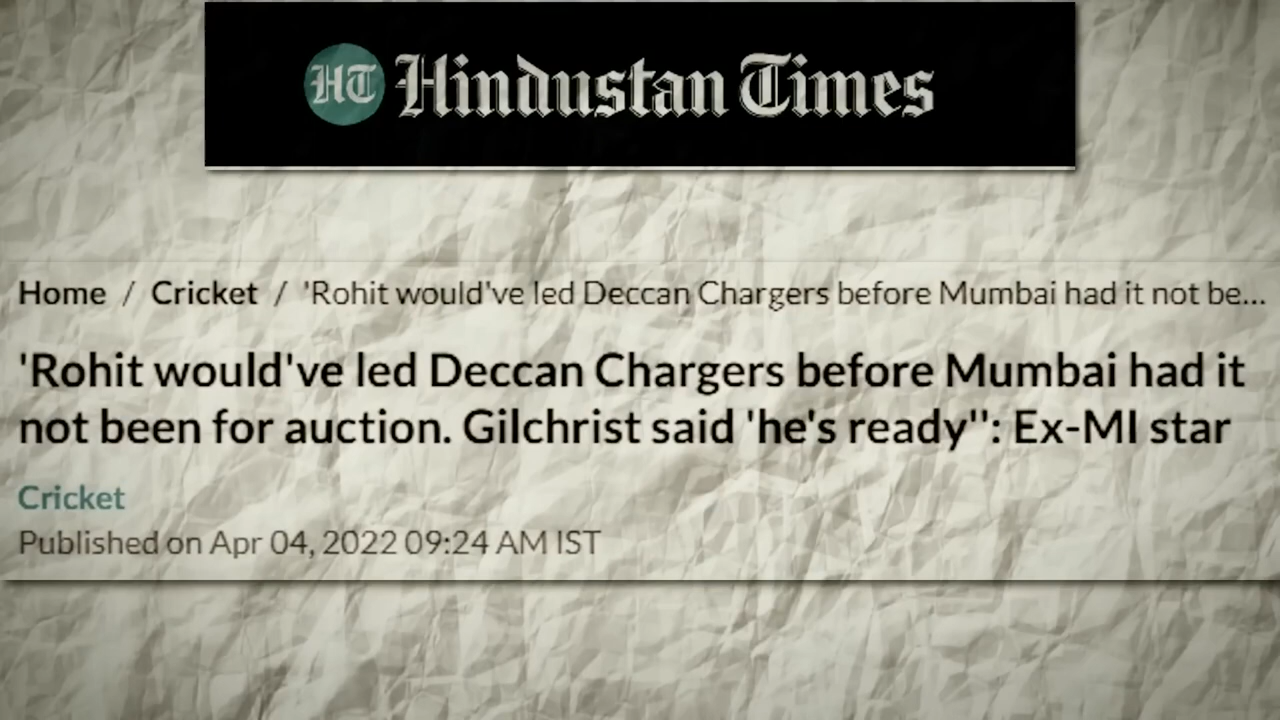 HT Hindustan Times
Home / Cricket / 'Rohit would've led Deccan Chargers before Mumbai had it not be...
'Rohit would've led Deccan Chargers before Mumbai had it
not been for auction. Gilchrist said 'he's ready'': Ex-MI star
Cricket
Published on Apr 04, 2022 09:24 AM IST